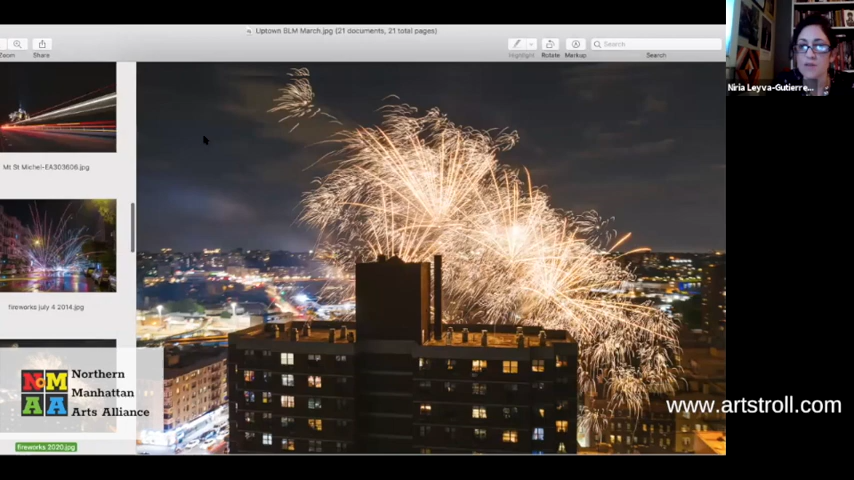 Uptown BLM March.jpg (21 documents, 21 total pages)
Zoom
Share
Highlight
Rotate
Markup
Search
Search
Niria Leyva-Gutierre...
Mt St Michel-EA303606.jpg
fireworks july 4 2014.jpg
NoM
AA
Northern
Manhattan
Arts Alliance
fireworks 2020.jpg
www.artstroll.com